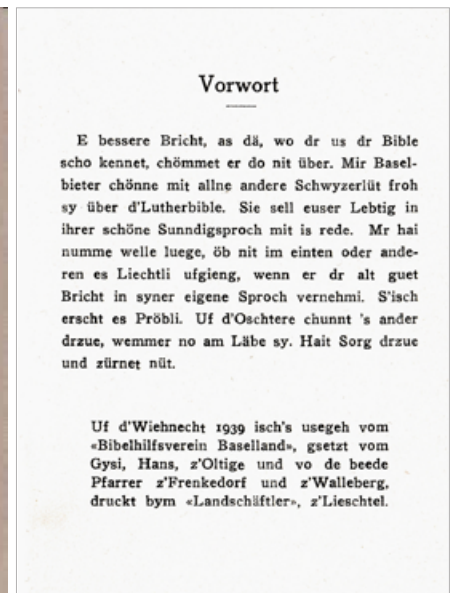 Vorwort
E bessere Bricht, as dä, wo dr us dr Bible
scho kennet, chömmet er do nit über. Mir Basel-
bieter chönne mit allne andere Schwyzerlüt froh
sy über d'Lutherbible. Sie sell euser Lebtig in
ihrer schöne Sunndigsproch mit is rede. Mr hai
numme welle luege, öb nit im einten oder ande-
ren es Liechtli ufgieng, wenn er dr alt guet
Bricht in syner eigene Sproch vernehmi. S'isch
erscht es Pröbli. Uf d'Oschtere chunnt 's ander
drzue, wemmer no am Läbe sy. Hait Sorg drzue
und zürnet nüt.
Uf d'Wiehnecht 1939 isch's usegeh vom
«Bibelhilfsverein Baselland», gsetzt vom
Gysi, Hans, z'Oltige und vo de beede
Pfarrer z'Frenkedorf und z'Walleberg,
druckt bym «Landschäftler», z'Lieschtel.